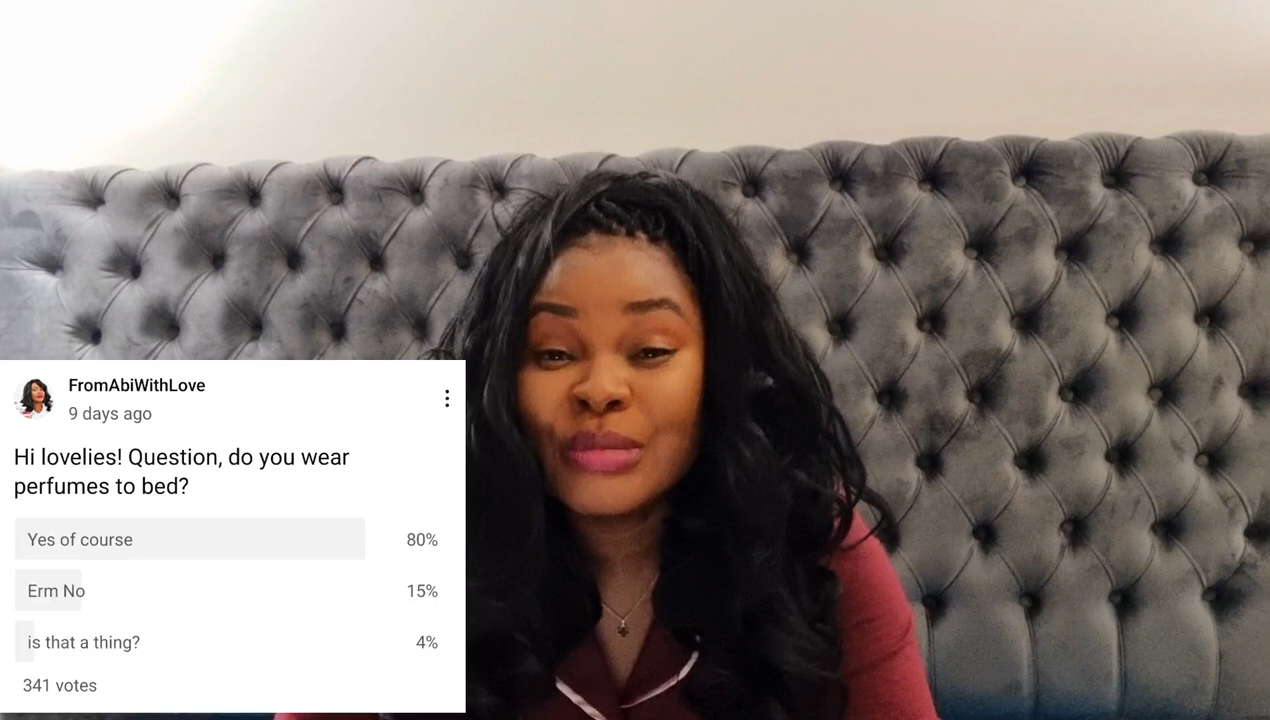 FromAbiWithLove
9 days ago
Hi lovelies! Question, do you wear
perfumes to bed?
Yes of course 80%
Erm No 15%
is that a thing? 4%
341 votes